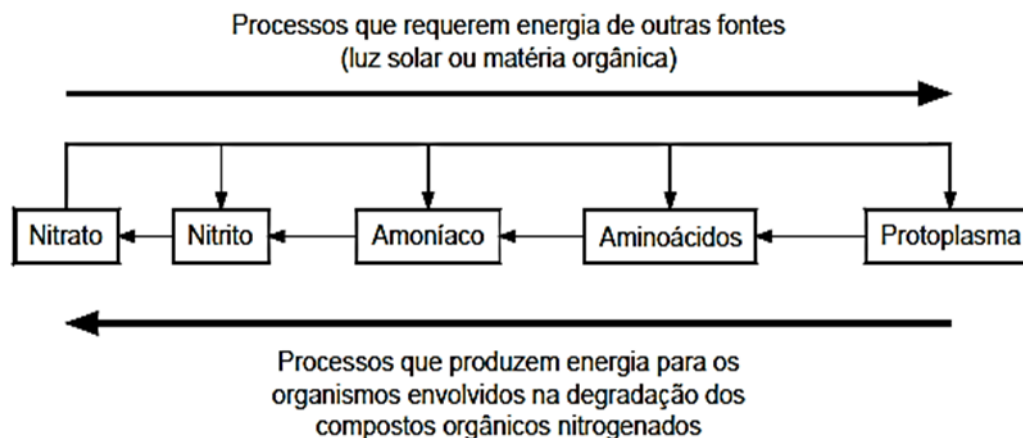 Processos que requerem energia de outras fontes
(luz solar ou matéria orgânica)
Nitrato
Nitrito
Amoníaco
Aminoácidos
Protoplasma
Processos que produzem energia para os
organismos envolvidos na degradação dos
compostos orgânicos nitrogenados